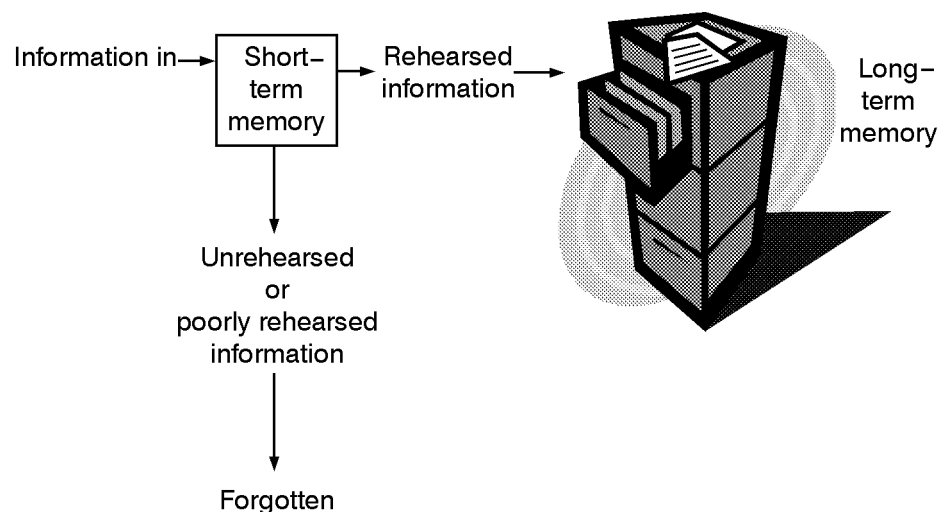 Information in
Short–
term
memory
Rehearsed
information
Long–
term
memory
Unrehearsed
or
poorly rehearsed
information
Forgotten